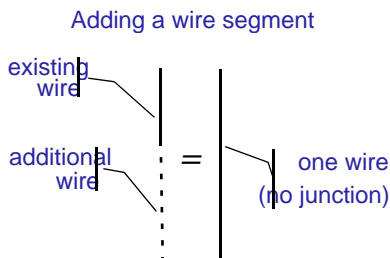 Adding a wire segment
existing
wire
additional
wire
=
one wire
(no junction)